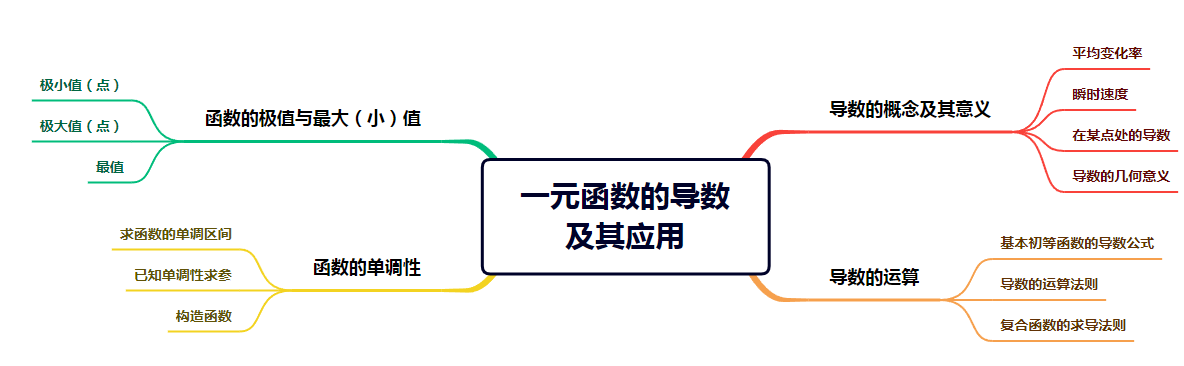 一元函数的导数
及其应用
导数的概念及其意义
平均变化率
瞬时速度
在某点处的导数
导数的几何意义
导数的运算
基本初等函数的导数公式
导数的运算法则
复合函数的求导法则
函数的极值与最大（小）值
极小值（点）
极大值（点）
最值
函数的单调性
求函数的单调区间
已知单调性求参
构造函数